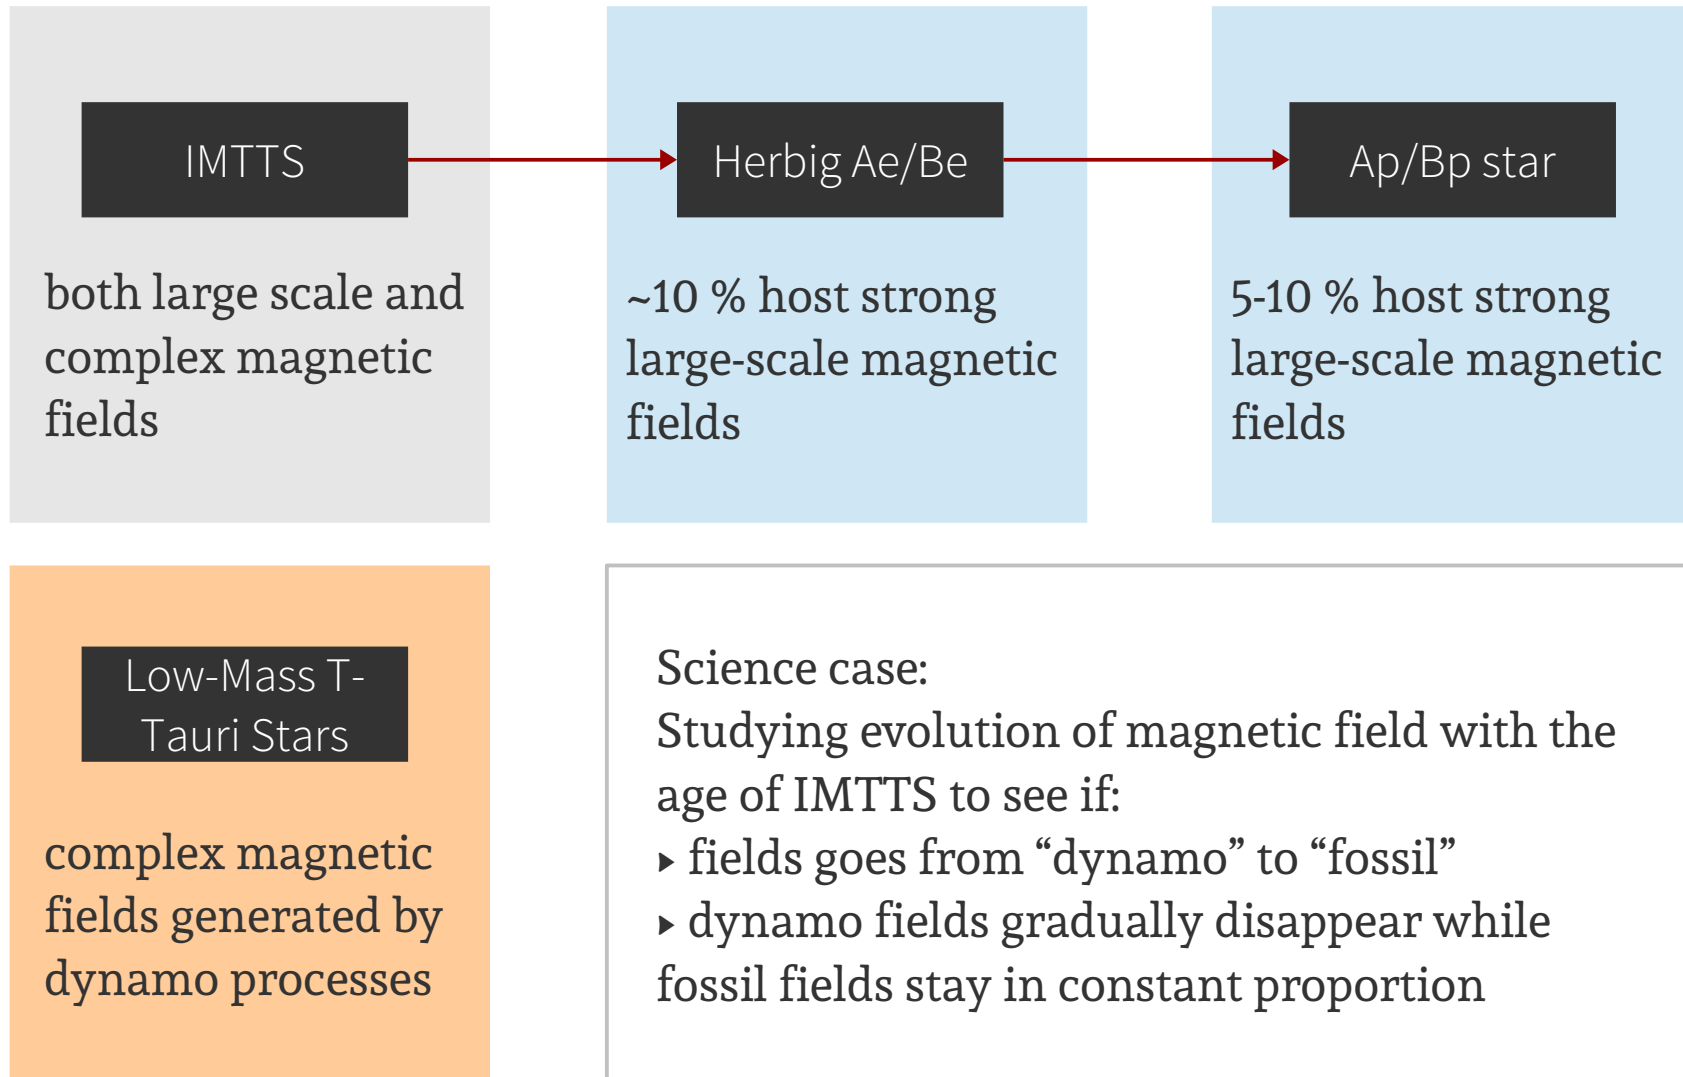 IMTTS
both large scale and
complex magnetic
fields
Herbig Ae/Be
~10 % host strong
large-scale magnetic
fields
Ap/Bp star
5-10 % host strong
large-scale magnetic
fields
Low-Mass T-
Tauri Stars
complex magnetic
fields generated by
dynamo processes
Science case:
Studying evolution of magnetic field with the
age of IMTTS to see if:
▸ fields goes from “dynamo” to “fossil”
▸ dynamo fields gradually disappear while
fossil fields stay in constant proportion